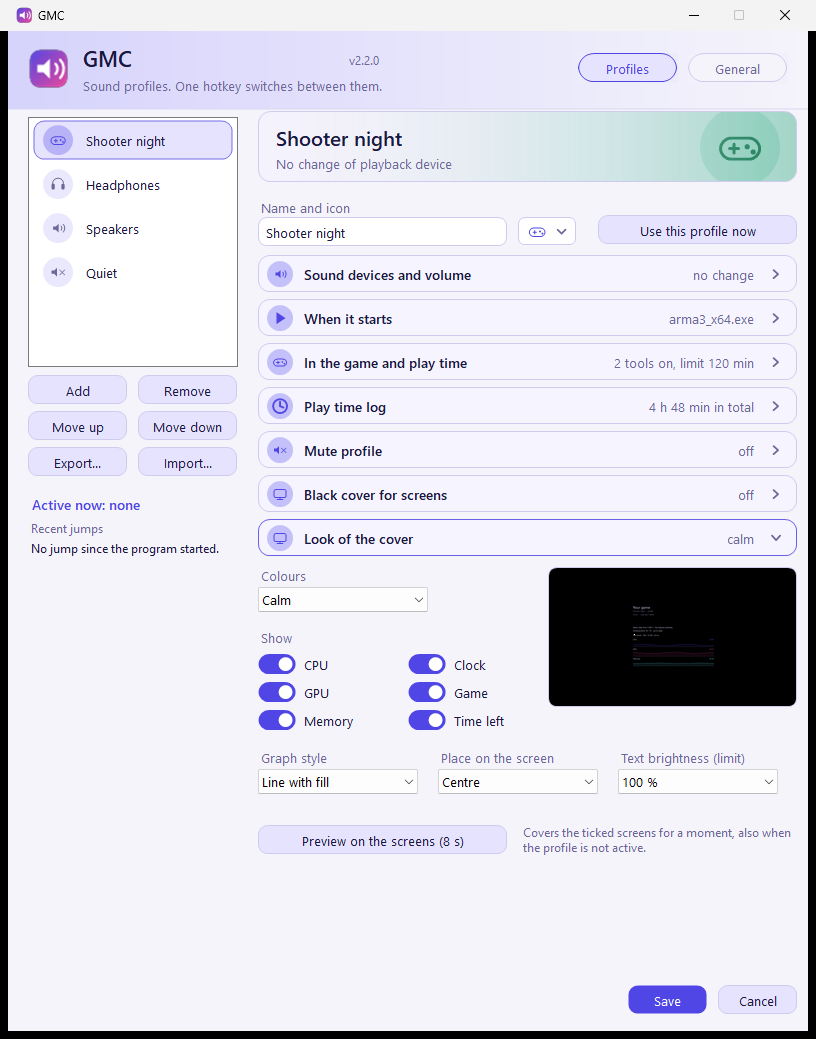 GMC
GMC
v2.2.0
Sound profiles. One hotkey switches between them.
Profiles
General
Shooter night
Headphones
Speakers
Quiet
Add
Remove
Move up
Move down
Export...
Import...
Active now: none
Recent jumps
No jump since the program started.
Shooter night
No change of playback device
Name and icon
Shooter night
Use this profile now
Sound devices and volume
no change
When it starts
arma3_x64.exe
In the game and play time
2 tools on, limit 120 min
Play time log
4 h 48 min in total
Mute profile
off
Black cover for screens
off
Look of the cover
calm
Colours
Calm
Show
CPU
Clock
GPU
Game
Memory
Time left
Your game
Graph style
Place on the screen
Text brightness (limit)
Line with fill
Centre
100 %
Preview on the screens (8 s)
Covers the ticked screens for a moment, also when
the profile is not active.
Save
Cancel